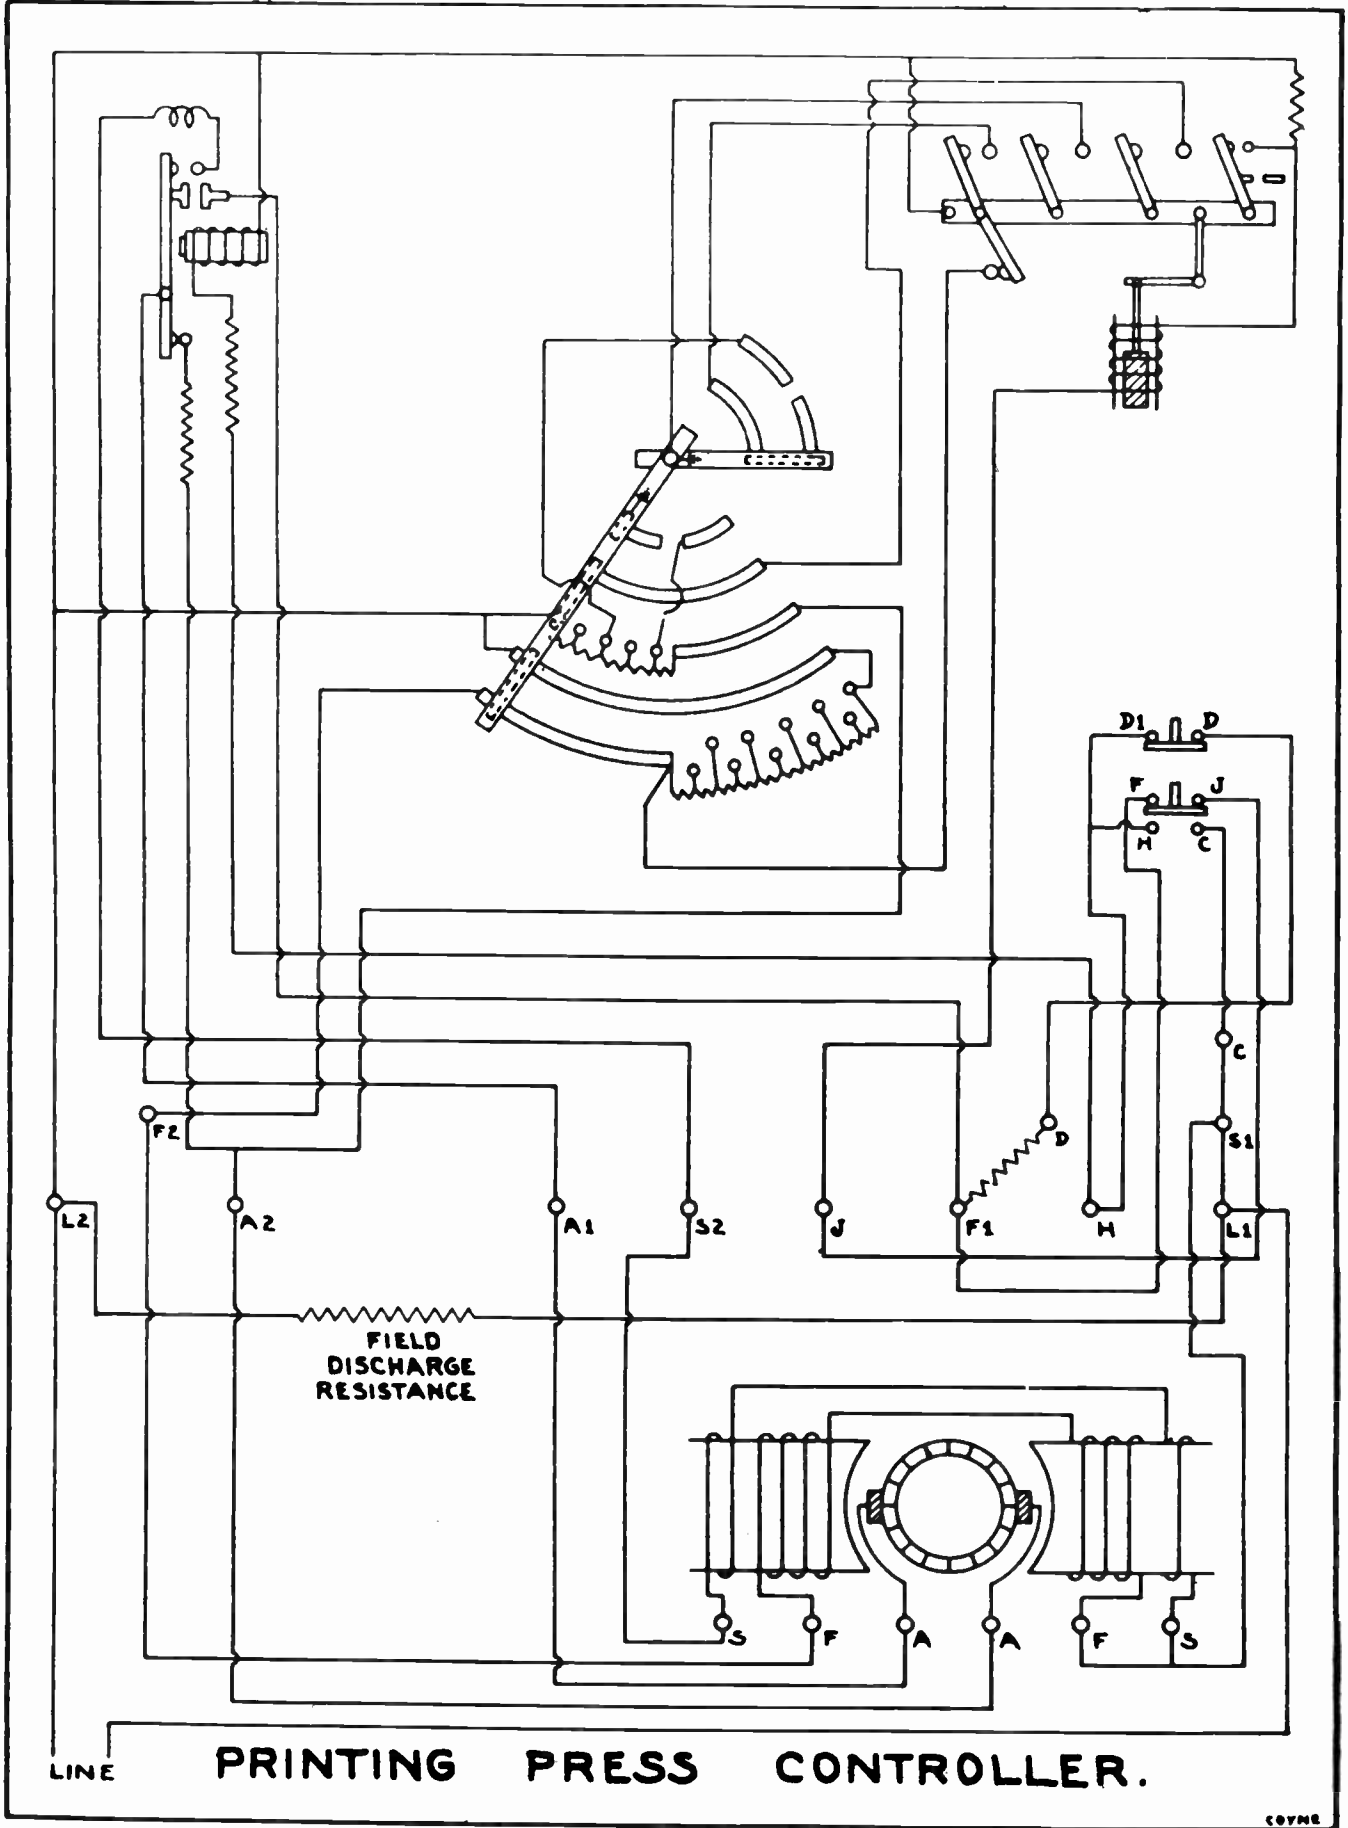 D1 D
F J
H C
C
F2
D
S1
L2
A2
A1
S2
J
F1
H
L1
FIELD
DISCHARGE
RESISTANCE
S F A A F S
LINE
PRINTING PRESS CONTROLLER.
COYNE